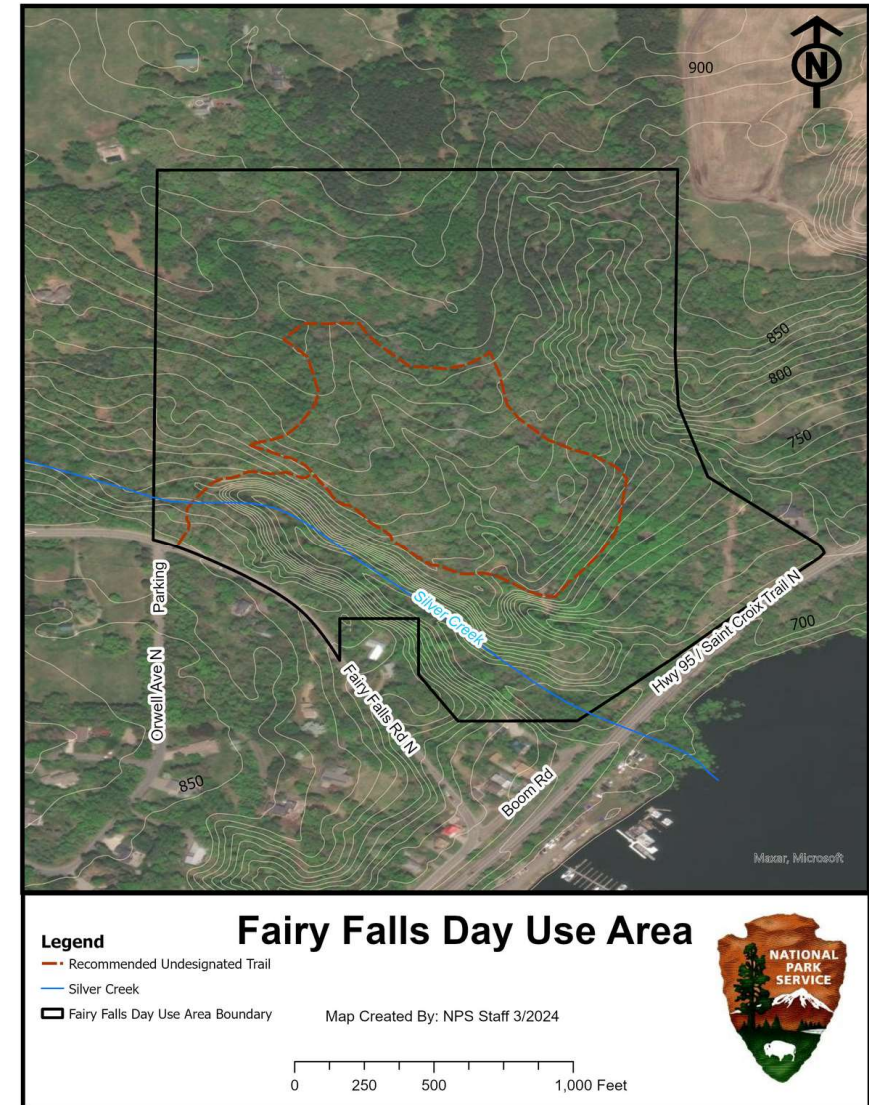 N
900
850
800
750
700
Parking
Orwell Ave N
Silver Creek
Hwy 95 / Saint Croix Trail N
Fairy Falls Rd N
Boom Rd
850
Maxar, Microsoft
Fairy Falls Day Use Area
Legend
Recommended Undesignated Trail
Silver Creek
Fairy Falls Day Use Area Boundary
Map Created By: NPS Staff 3/2024
0 250 500 1,000 Feet
NATIONAL
PARK
SERVICE